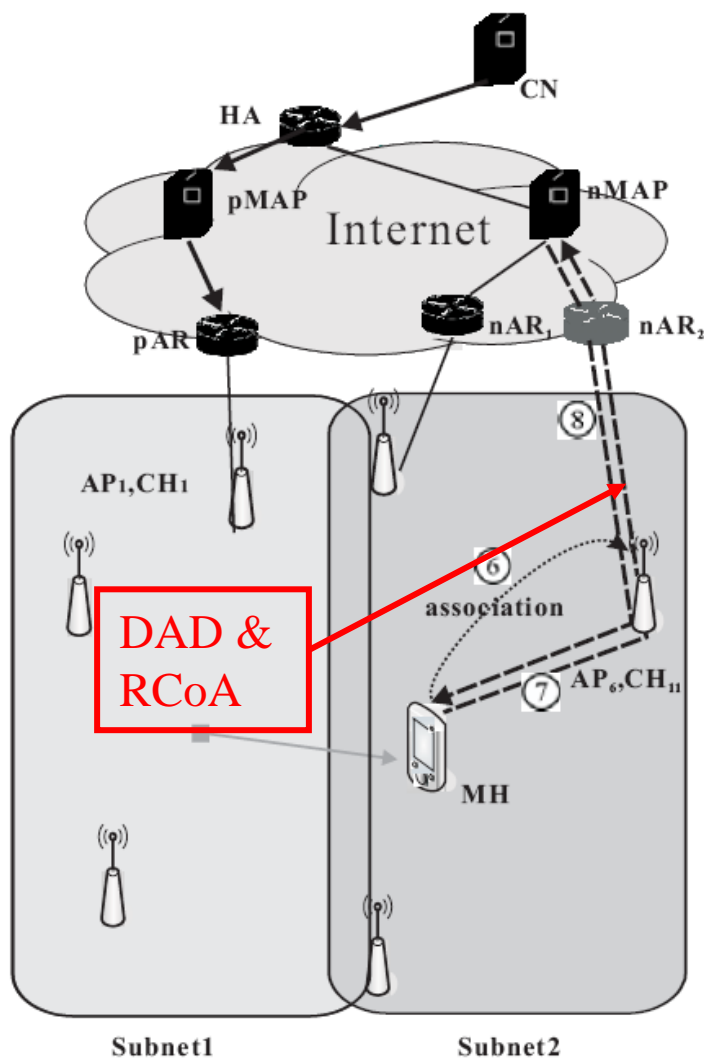 CN
HA
pMAP
nMAP
Internet
pAR
nAR₁
nAR₂
⑧
AP₁,CH₁
⑥
association
DAD &
RCoA
⑦
AP₆,CH₁₁
MH
Subnet1
Subnet2